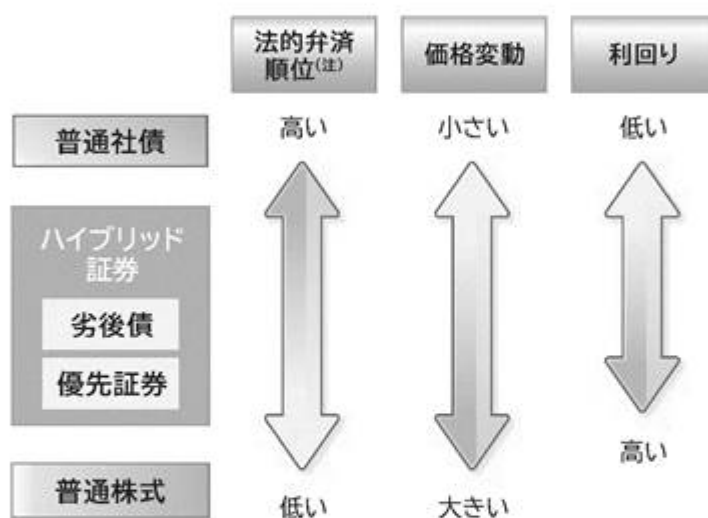 法的弁済
順位(注)
価格変動
利回り
普通社債
高い
小さい
低い
ハイブリッド
証券
劣後債
優先証券
高い
普通株式
低い
大きい